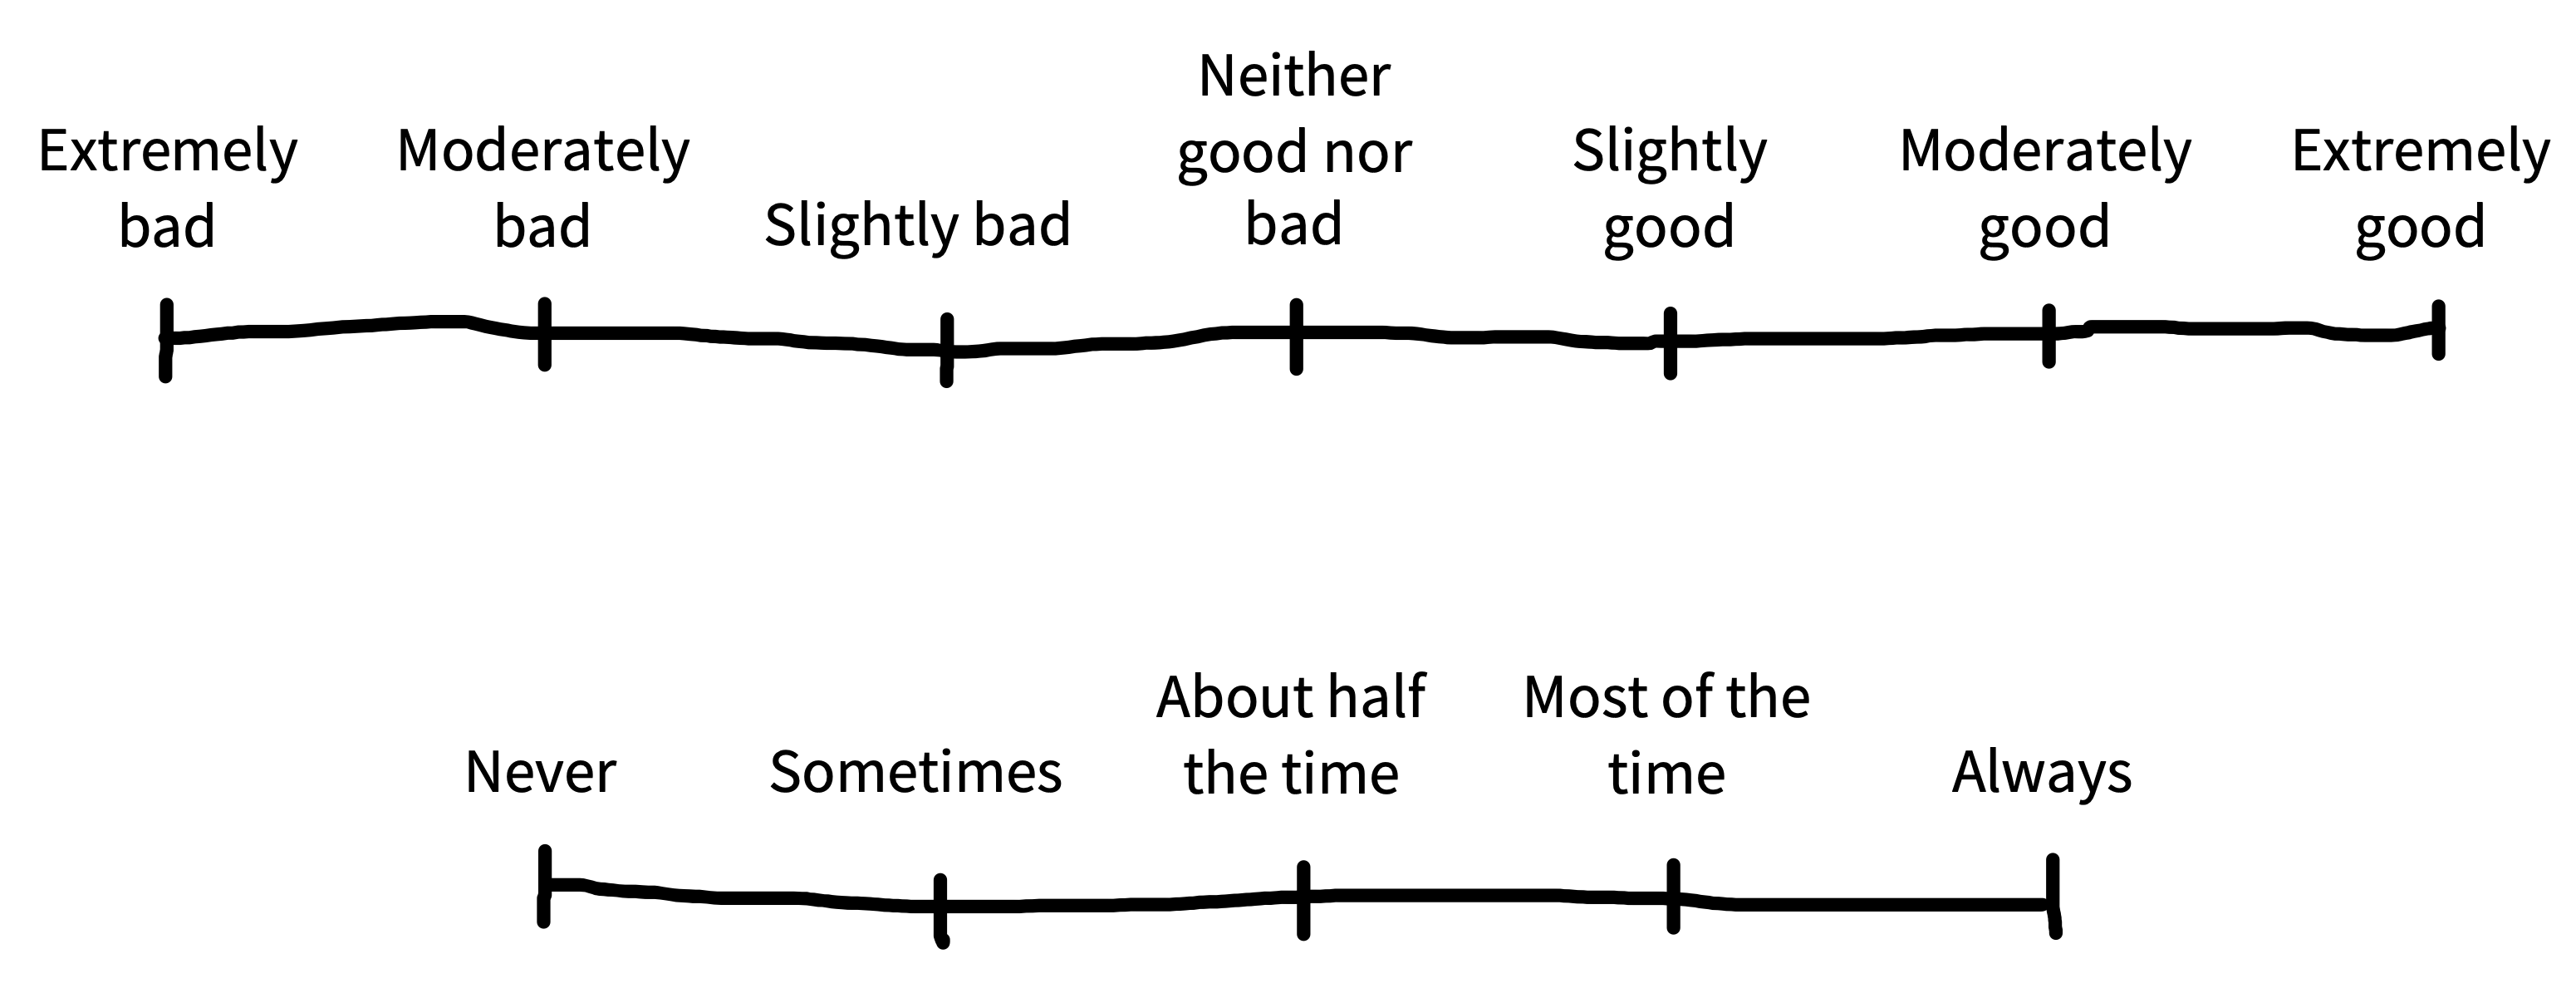 Extremely
bad
Moderately
bad
Slightly bad
Neither
good nor
bad
Slightly
good
Moderately
good
Extremely
good
Never
Sometimes
About half
the time
Most of the
time
Always